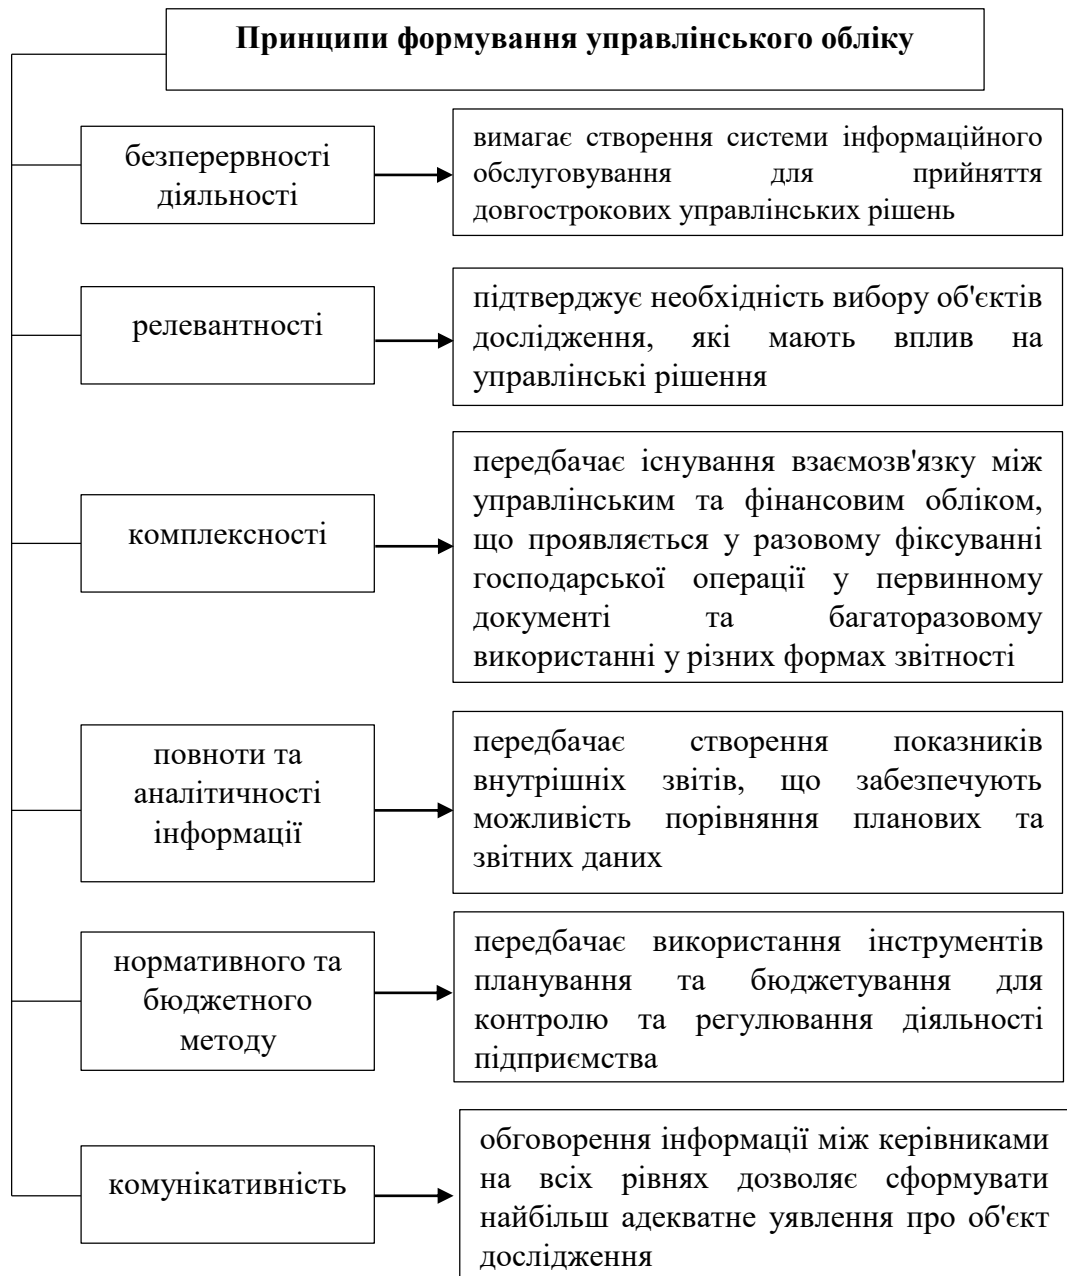 Принципи формування управлінського обліку
безперервності
діяльності
вимагає створення системи інформаційного
обслуговування для прийняття
довгострокових управлінських рішень
релевантності
підтверджує необхідність вибору об'єктів
дослідження, які мають вплив на
управлінські рішення
комплексності
передбачає існування взаємозв'язку між
управлінським та фінансовим обліком,
що проявляється у разовому фіксуванні
господарської операції у первинному
документі та багаторазовому
використанні у різних формах звітності
повноти та
аналітичності
інформації
передбачає створення показників
внутрішніх звітів, що забезпечують
можливість порівняння планових та
звітних даних
нормативного та
бюджетного
методу
передбачає використання інструментів
планування та бюджетування для
контролю та регулювання діяльності
підприємства
комунікативність
обговорення інформації між керівниками
на всіх рівнях дозволяє сформувати
найбільш адекватне уявлення про об'єкт
дослідження